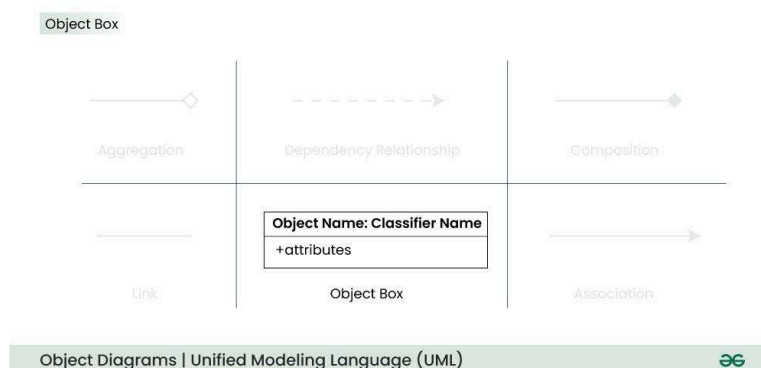 Object Box
Aggregation
Dependency Relationship
Composition
Object Name: Classifier Name
+attributes
Link
Object Box
Association
Object Diagrams | Unified Modeling Language (UML)